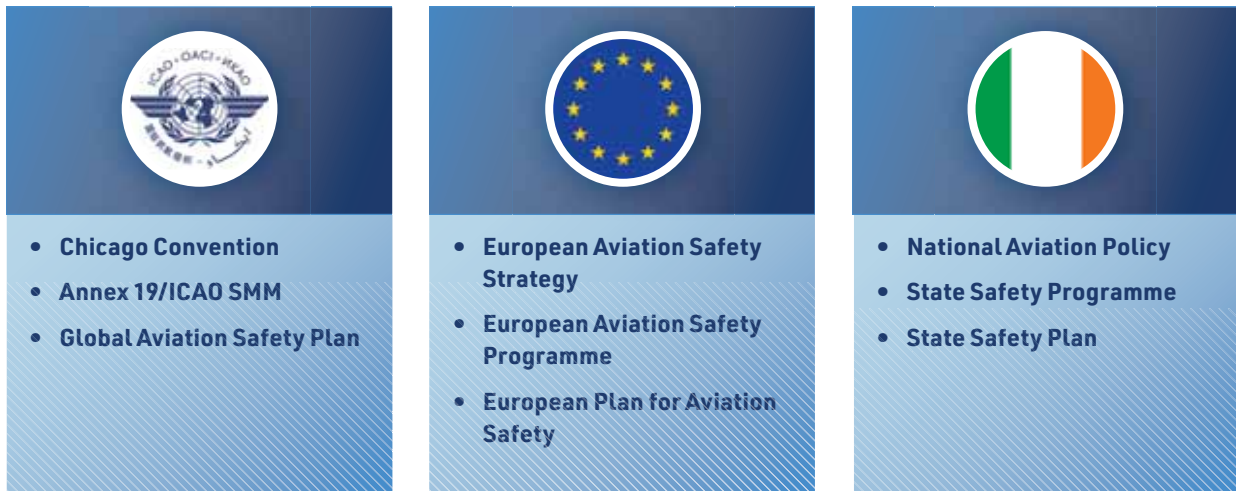 ICAO · OACI · ИКАО
• Chicago Convention
• Annex 19/ICAO SMM
• Global Aviation Safety Plan
• European Aviation Safety
Strategy
• European Aviation Safety
Programme
• European Plan for Aviation
Safety
• National Aviation Policy
• State Safety Programme
• State Safety Plan